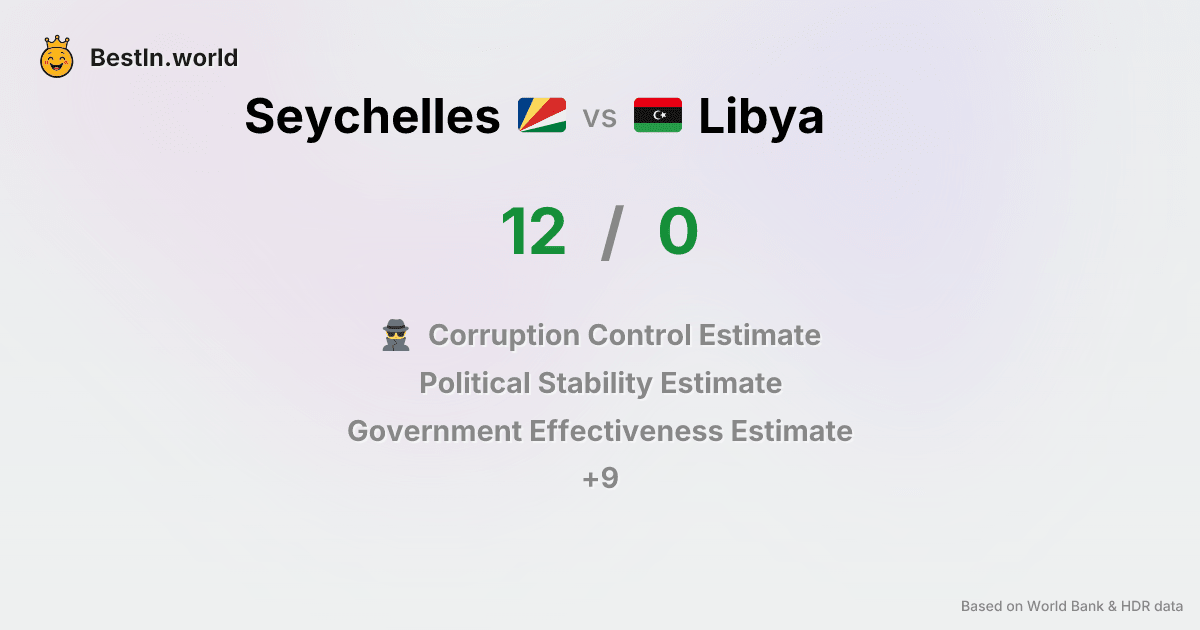 BestIn.world
Seychelles vs Libya
12 / 0
Corruption Control Estimate
Political Stability Estimate
Government Effectiveness Estimate
+9
Based on World Bank & HDR data